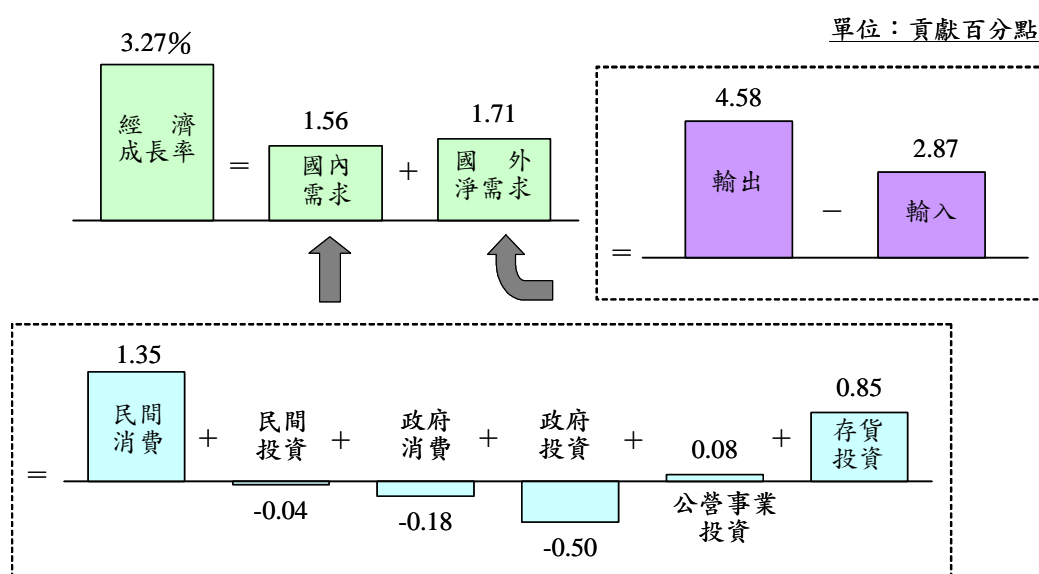 單位：貢獻百分點
3.27%
經 濟
成長率
=
1.56
國內
需求
+
1.71
國 外
淨需求
=
4.58
輸出
－
2.87
輸入
=
1.35
民間
消費
+
民間
投資
-0.04
+
政府
消費
-0.18
+
政府
投資
-0.50
+
0.08
公營事業
投資
+
0.85
存貨
投資